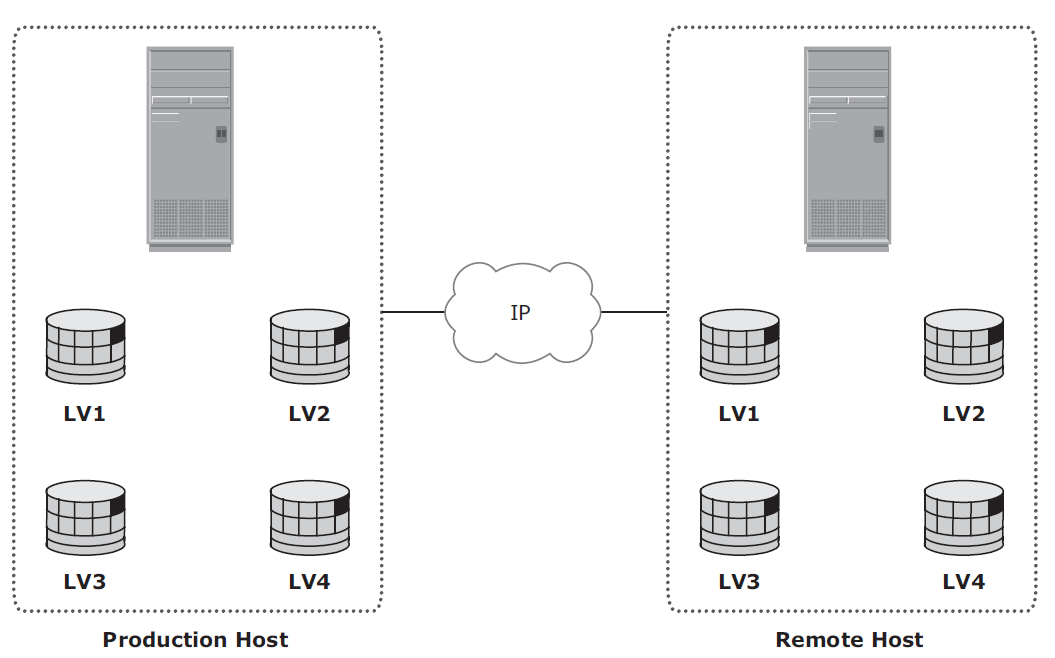 IP
LV1
LV2
LV3
LV4
Production Host
LV1
LV2
LV3
LV4
Remote Host